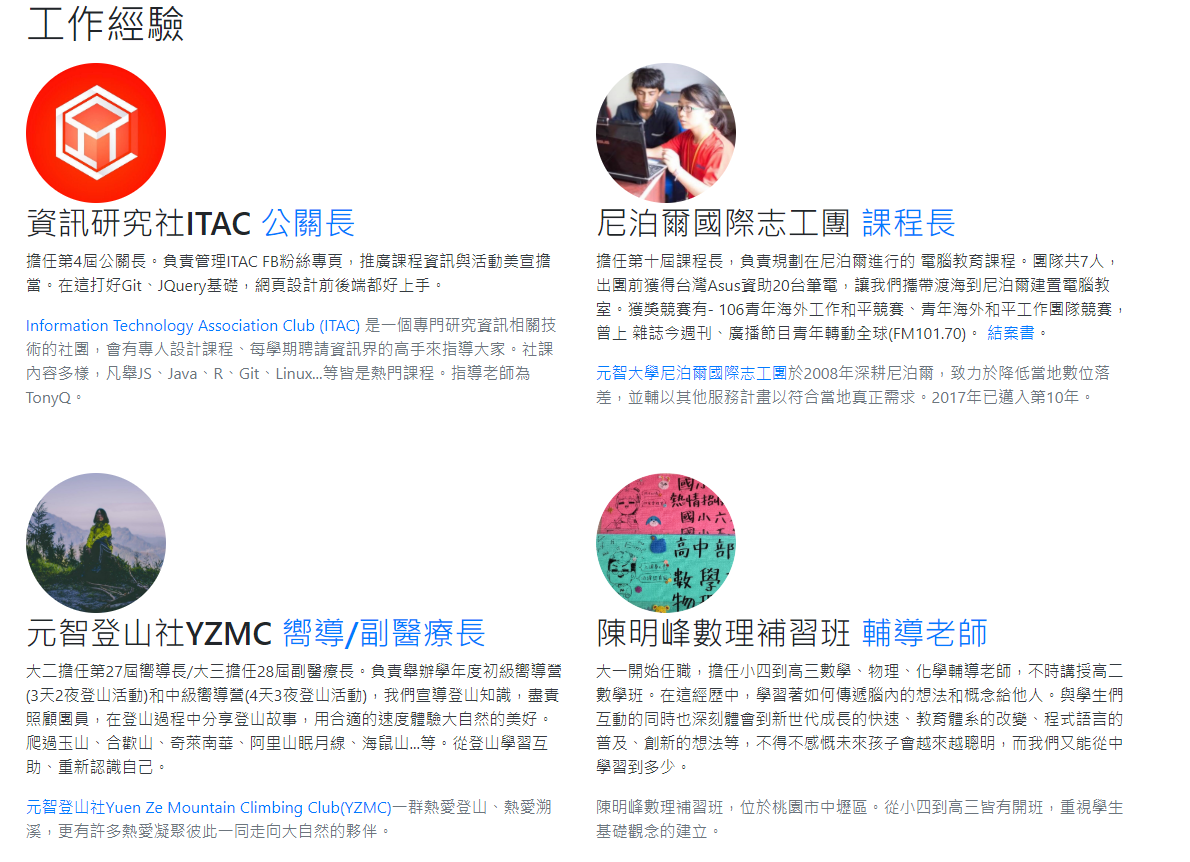 工作經驗
資訊研究社ITAC 公關長
擔任第4屆公關長。負責管理ITAC FB粉絲專頁，推廣課程資訊與活動美宣擔
當。在這打好Git、JQuery基礎，網頁設計前後端都好上手。
Information Technology Association Club (ITAC) 是一個專門研究資訊相關技
術的社團，會有專人設計課程、每學期聘請資訊界的高手來指導大家。社課
內容多樣，凡舉JS、Java、R、Git、Linux...等皆是熱門課程。指導老師為
TonyQ。
尼泊爾國際志工團 課程長
擔任第十屆課程長，負責規劃在尼泊爾進行的 電腦教育課程。團隊共7人，
出團前獲得台灣Asus資助20台筆電，讓我們攜帶渡海到尼泊爾建置電腦教
室。獲獎競賽有- 106青年海外工作和平競賽、青年海外和平工作團隊競賽，
曾上 雜誌今週刊、廣播節目青年轉動全球(FM101.70)。 結案書。
元智大學尼泊爾國際志工團於2008年深耕尼泊爾，致力於降低當地數位落
差，並輔以其他服務計畫以符合當地真正需求。2017年已邁入第10年。
元智登山社YZMC 嚮導/副醫療長
大二擔任第27屆嚮導長/大三擔任28屆副醫療長。負責舉辦學年度初級嚮導營
(3天2夜登山活動)和中級嚮導營(4天3夜登山活動)，我們宣導登山知識，盡責
照顧團員，在登山過程中分享登山故事，用合適的速度體驗大自然的美好。
爬過玉山、合歡山、奇萊南華、阿里山眠月線、海鼠山...等。從登山學習互
助、重新認識自己。
元智登山社Yuen Ze Mountain Climbing Club(YZMC)一群熱愛登山、熱愛溯
溪，更有許多熱愛凝聚彼此一同走向大自然的夥伴。
國小
熱情招
國小六
高中部
數學
物
陳明峰數理補習班 輔導老師
大一開始任職，擔任小四到高三數學、物理、化學輔導老師，不時講授高二
數學班。在這經歷中，學習著如何傳遞腦內的想法和概念給他人。與學生們
互動的同時也深刻體會到新世代成長的快速、教育體系的改變、程式語言的
普及、創新的想法等，不得不感慨未來孩子會越來越聰明，而我們又能從中
學習到多少。
陳明峰數理補習班，位於桃園市中壢區。從小四到高三皆有開班，重視學生
基礎觀念的建立。